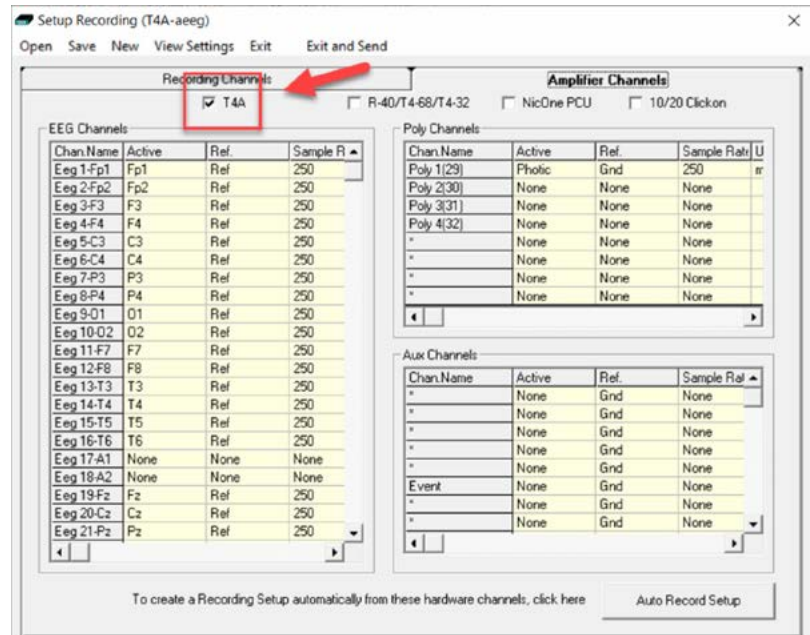 Setup Recording (T4A-aeeg)
Open Save New View Settings Exit Exit and Send
Recording Channels Amplifier Channels
T4A R-40/T4-68/T4-32 NicOne PCU 10/20 Clickon
EEG Channels
Chan.Name Active Ref. Sample R
Eeg 1-Fp1 Fp1 Ref 250
Eeg 2-Fp2 Fp2 Ref 250
Eeg 3-F3 F3 Ref 250
Eeg 4-F4 F4 Ref 250
Eeg 5-C3 C3 Ref 250
Eeg 6-C4 C4 Ref 250
Eeg 7-P3 P3 Ref 250
Eeg 8-P4 P4 Ref 250
Eeg 9-O1 O1 Ref 250
Eeg 10-O2 O2 Ref 250
Eeg 11-F7 F7 Ref 250
Eeg 12-F8 F8 Ref 250
Eeg 13-T3 T3 Ref 250
Eeg 14-T4 T4 Ref 250
Eeg 15-T5 T5 Ref 250
Eeg 16-T6 T6 Ref 250
Eeg 17-A1 None None None
Eeg 18-A2 None None None
Eeg 19-Fz Fz Ref 250
Eeg 20-Cz Cz Ref 250
Eeg 21-Pz Pz Ref 250
Poly Channels
Chan.Name Active Ref. Sample Rate U
Poly 1(29) Photic Gnd 250 m
Poly 2(30) None None None
Poly 3(31) None None None
Poly 4(32) None None None
* None None None
* None None None
* None None None
* None None None
Aux Channels
Chan.Name Active Ref. Sample Rat
* None Gnd None
* None Gnd None
* None Gnd None
* None Gnd None
* None Gnd None
Event None Gnd None
* None Gnd None
* None Gnd None
To create a Recording Setup automatically from these hardware channels, click here Auto Record Setup